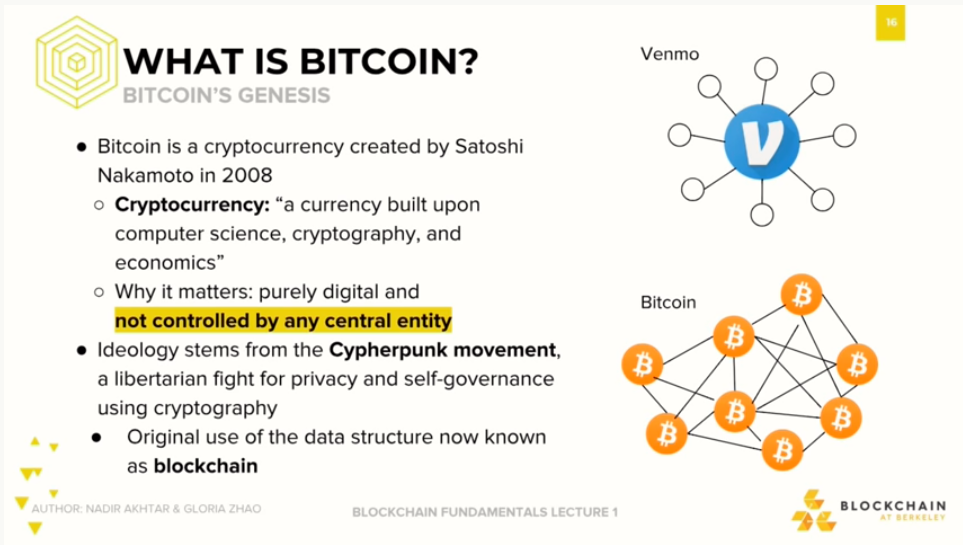 16
WHAT IS BITCOIN?
BITCOIN'S GENESIS
● Bitcoin is a cryptocurrency created by Satoshi
Nakamoto in 2008
○ Cryptocurrency: “a currency built upon
computer science, cryptography, and
economics”
○ Why it matters: purely digital and
not controlled by any central entity
● Ideology stems from the Cypherpunk movement,
a libertarian fight for privacy and self-governance
using cryptography
● Original use of the data structure now known
as blockchain
Venmo
V
Bitcoin
AUTHOR: NADIR AKHTAR & GLORIA ZHAO
BLOCKCHAIN FUNDAMENTALS LECTURE 1
BLOCKCHAIN
AT BERKELEY